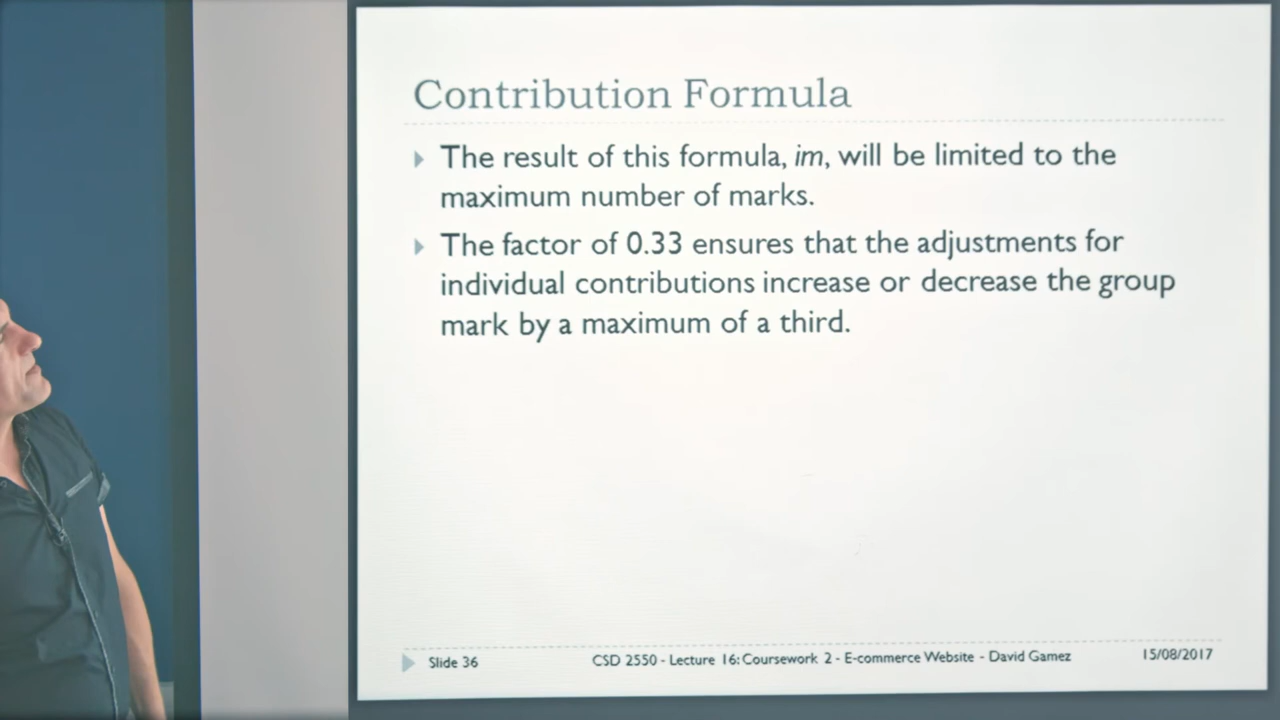 Contribution Formula
The result of this formula, im, will be limited to the
maximum number of marks.
The factor of 0.33 ensures that the adjustments for
individual contributions increase or decrease the group
mark by a maximum of a third.
Slide 36
CSD 2550 - Lecture 16: Coursework 2 - E-commerce Website - David Gamez
15/08/2017